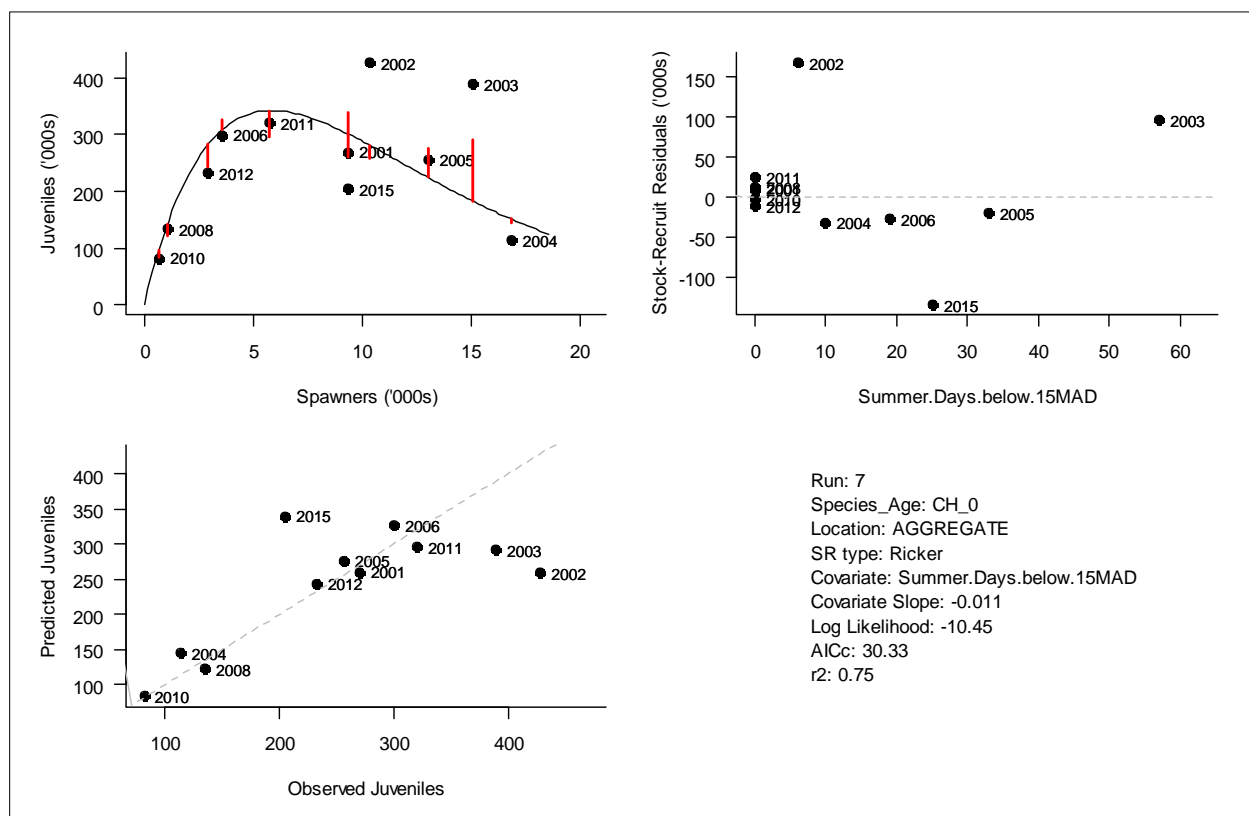 Juveniles ('000s)
400
300
200
100
0
2002
2003
2011
2006
2001
2005
2012
2015
2008
2004
2010
0 5 10 15 20
Spawners ('000s)
Stock-Recruit Residuals ('000s)
150
100
50
0
-50
-100
2002
2003
2011
2008
2001
2010
2012
2004
2006
2005
2015
0 10 20 30 40 50 60
Summer.Days.below.15MAD
Predicted Juveniles
400
350
300
250
200
150
100
2015
2006
2011
2003
2005
2001
2002
2012
2004
2008
2010
100 200 300 400
Observed Juveniles
Run: 7
Species_Age: CH_0
Location: AGGREGATE
SR type: Ricker
Covariate: Summer.Days.below.15MAD
Covariate Slope: -0.011
Log Likelihood: -10.45
AICc: 30.33
r2: 0.75